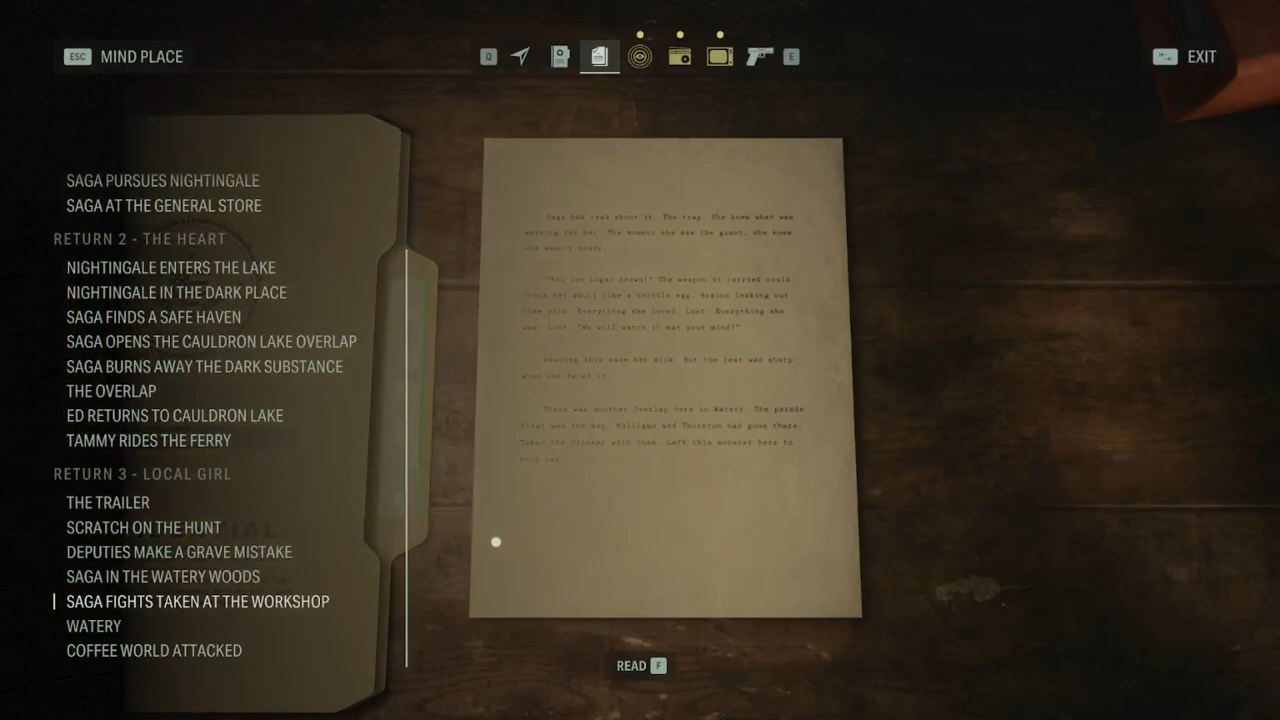 ESC MIND PLACE
Q
E
EXIT
SAGA PURSUES NIGHTINGALE
SAGA AT THE GENERAL STORE
RETURN 2 - THE HEART
NIGHTINGALE ENTERS THE LAKE
NIGHTINGALE IN THE DARK PLACE
SAGA FINDS A SAFE HAVEN
SAGA OPENS THE CAULDRON LAKE OVERLAP
SAGA BURNS AWAY THE DARK SUBSTANCE
THE OVERLAP
ED RETURNS TO CAULDRON LAKE
TAMMY RIDES THE FERRY
RETURN 3 - LOCAL GIRL
THE TRAILER
SCRATCH ON THE HUNT
DEPUTIES MAKE A GRAVE MISTAKE
SAGA IN THE WATERY WOODS
SAGA FIGHTS TAKEN AT THE WORKSHOP
WATERY
COFFEE WORLD ATTACKED
Saga had read about it. The trap. She knew what was
waiting for her. The moment she saw the giant, she knew
she wasn't ready.
"You let Logan drown!" The weapon it carried could
crack her skull like a brittle egg. Brains leaking out
like yolk. Everything she loved. Lost. Everything she
was. Lost. "We will watch it eat your mind!"
Reading this made her sick. But the fear was sharp
when she faced it.
There was another Overlap here in Watery. The parade
float was the key. Mulligan and Thornton had gone there.
Taken the Clicker with them. Left this monster here to
stop her.
READ F